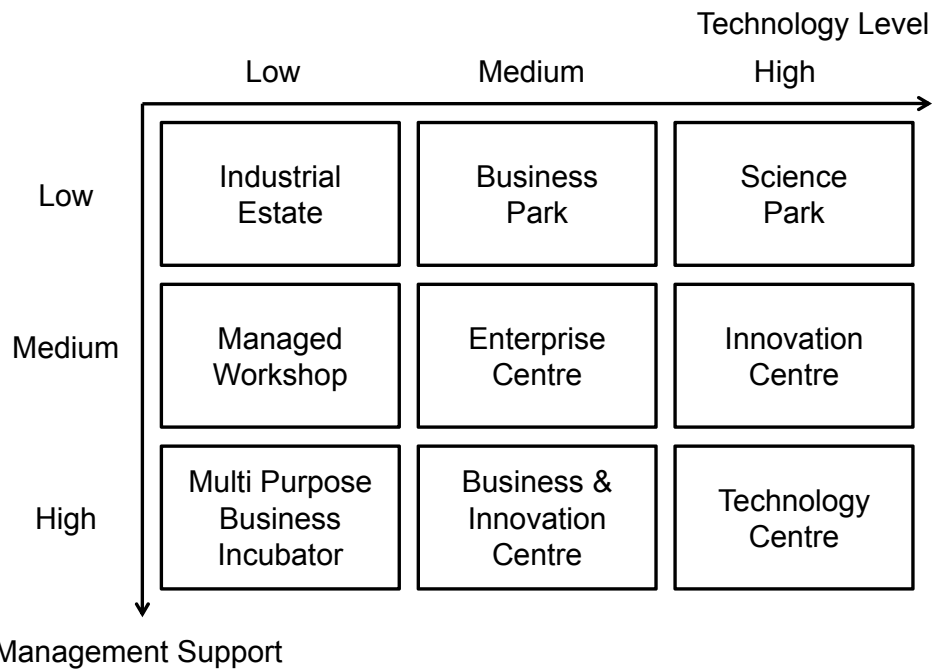 Technology Level
Low Medium High
Low
Industrial
Estate
Business
Park
Science
Park
Medium
Managed
Workshop
Enterprise
Centre
Innovation
Centre
High
Multi Purpose
Business
Incubator
Business &
Innovation
Centre
Technology
Centre
Management Support